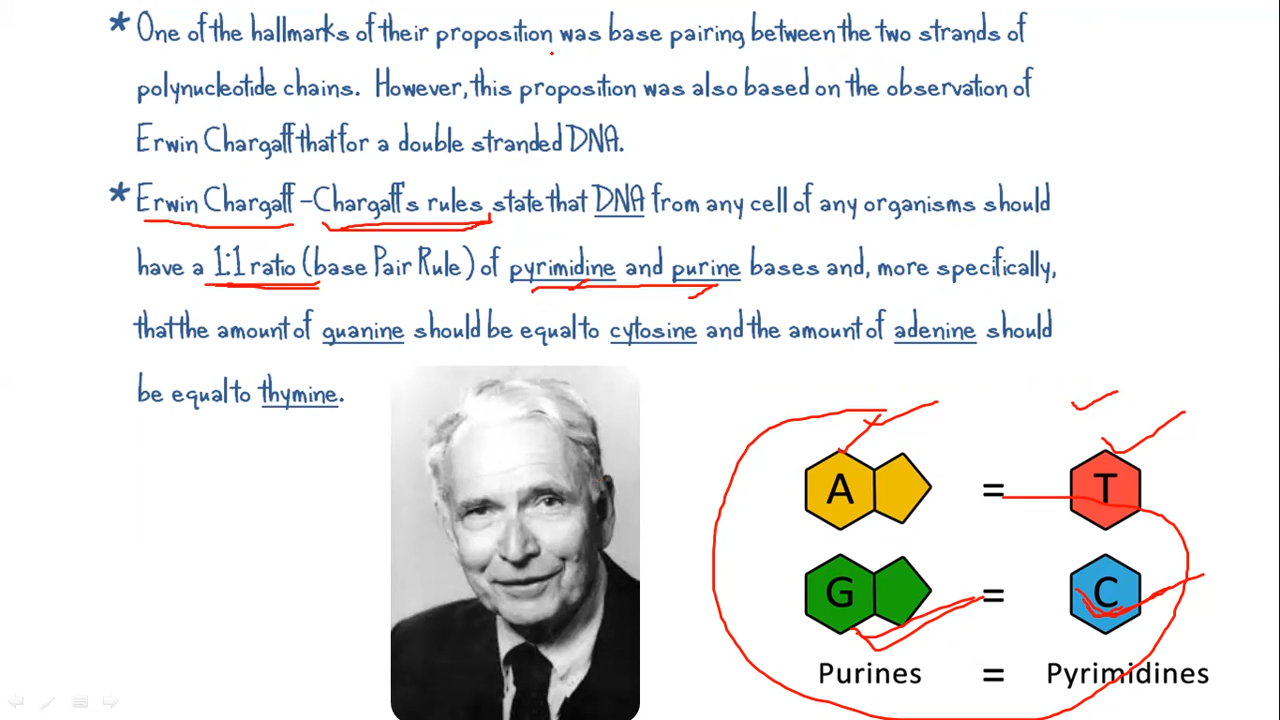 * One of the hallmarks of their proposition was base pairing between the two strands of
polynucleotide chains. However, this proposition was also based on the observation of
Erwin Chargaff that for a double stranded DNA.
* Erwin Chargaff - Chargaff's rules state that DNA from any cell of any organisms should
have a 1:1 ratio (base Pair Rule) of pyrimidine and purine bases and, more specifically,
that the amount of guanine should be equal to cytosine and the amount of adenine should
be equal to thymine.
A = T
G = C
Purines = Pyrimidines